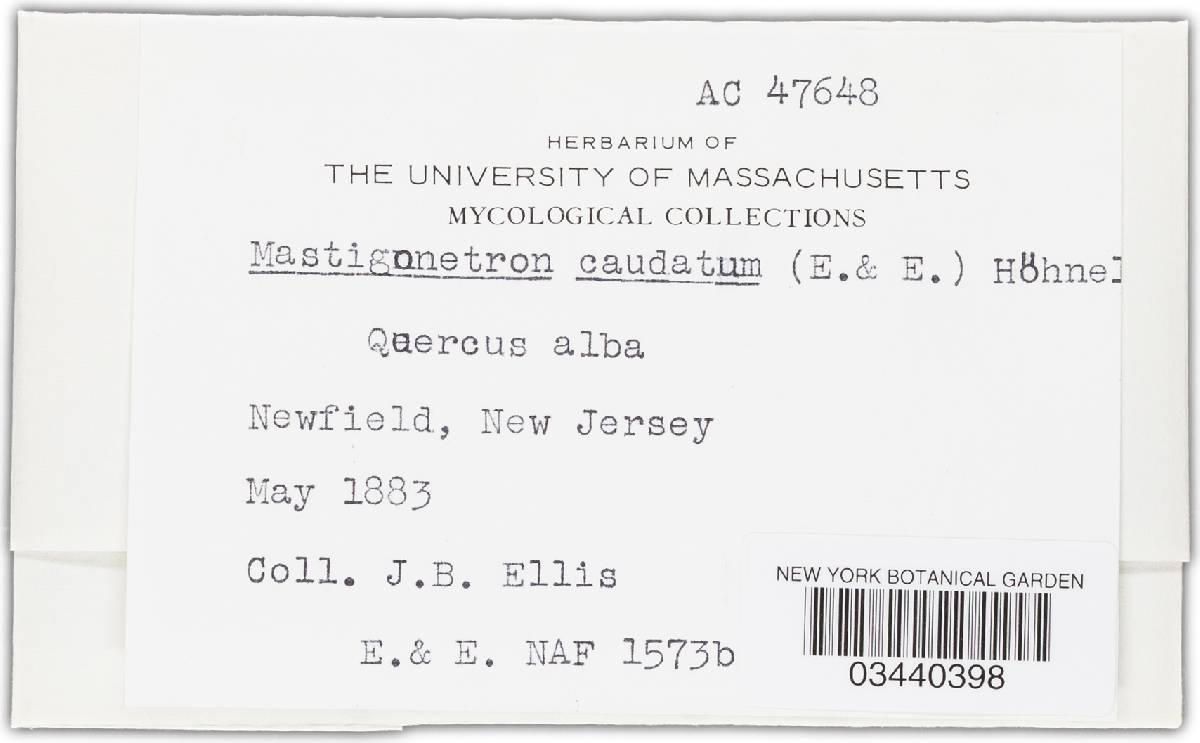 AC 47648
HERBARIUM OF
THE UNIVERSITY OF MASSACHUSETTS
MYCOLOGICAL COLLECTIONS
Mastigonetron caudatum (E.& E.) Höhnel
Quercus alba
Newfield, New Jersey
May 1883
Coll. J.B. Ellis
E.& E. NAF 1573b
NEW YORK BOTANICAL GARDEN
03440398